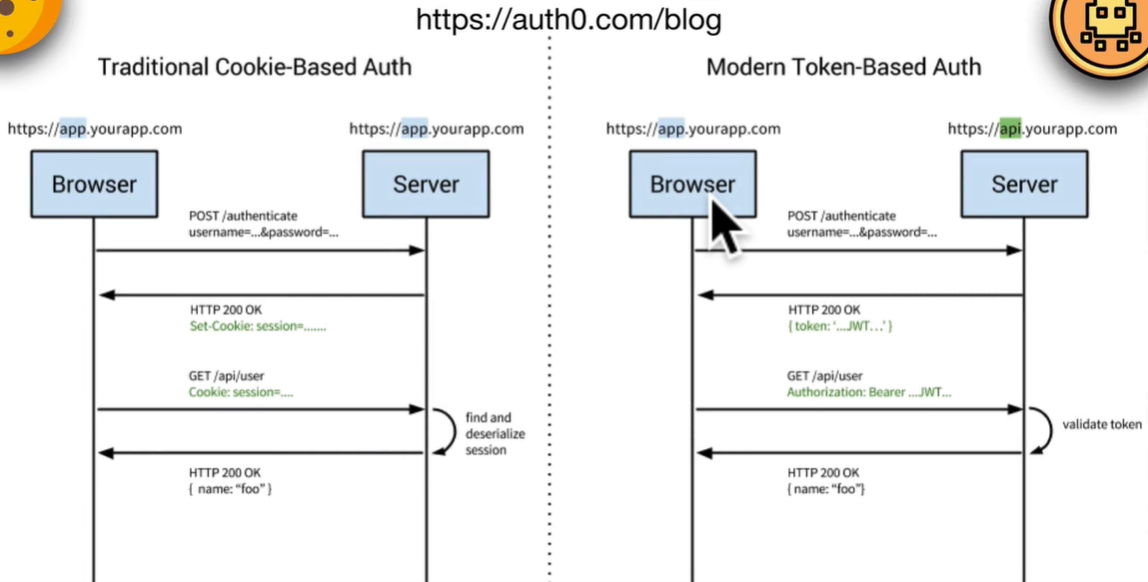 https://auth0.com/blog
Traditional Cookie-Based Auth
https://app.yourapp.com
https://app.yourapp.com
Browser
Server
POST /authenticate
username=...&password=...
HTTP 200 OK
Set-Cookie: session=.......
GET /api/user
Cookie: session=....
find and
deserialize
session
HTTP 200 OK
{ name: “foo” }
Modern Token-Based Auth
https://app.yourapp.com
https://api.yourapp.com
Browser
Server
POST /authenticate
username=...&password=...
HTTP 200 OK
{ token: ‘...JWT...’ }
GET /api/user
Authorization: Bearer ...JWT...
validate token
HTTP 200 OK
{ name: “foo”}